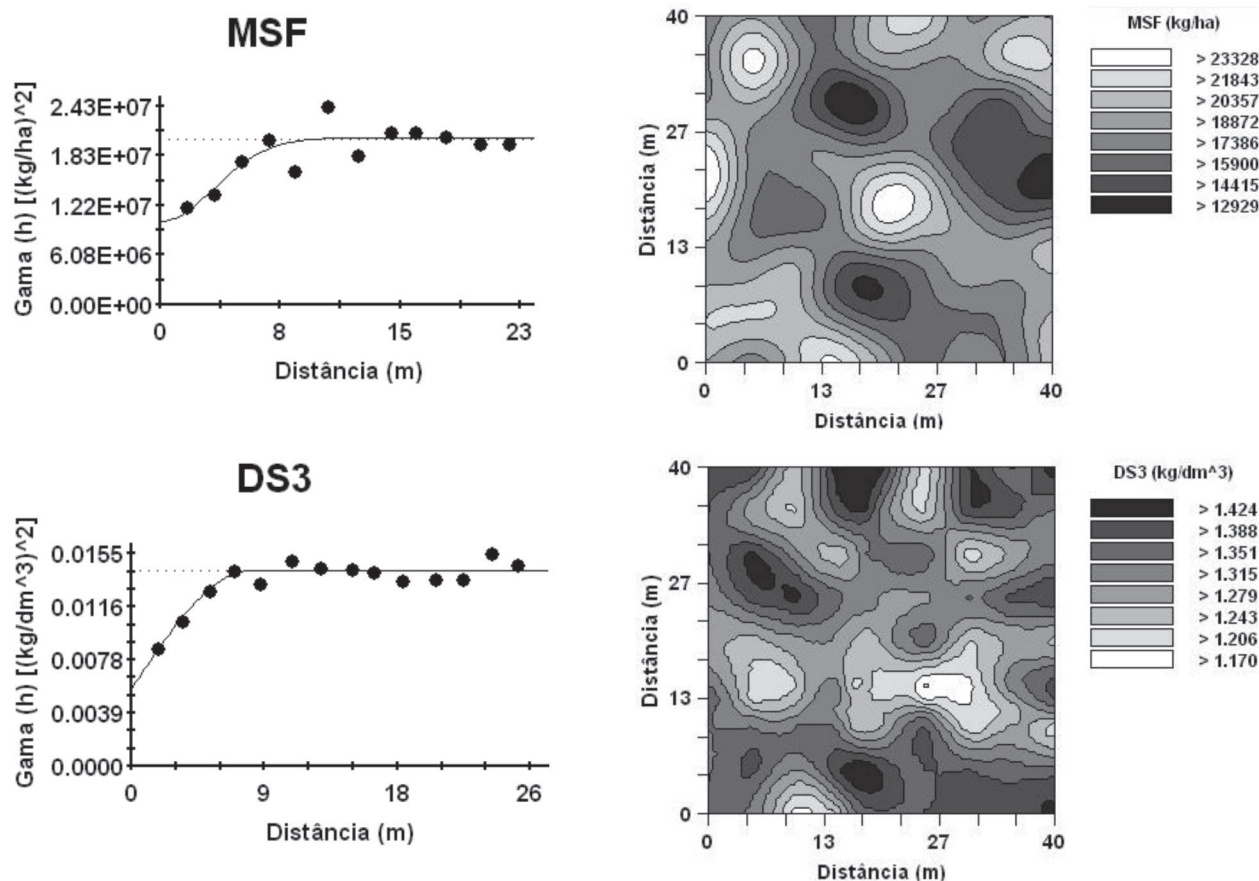 MSF
Gama (h) [(kg/ha)^2]
2.43E+07
1.83E+07
1.22E+07
6.08E+06
0.00E+00
0 8 15 23
Distância (m)
Distância (m)
40
27
13
0
0 13 27 40
Distância (m)
MSF (kg/ha)
> 23328
> 21843
> 20357
> 18872
> 17386
> 15900
> 14415
> 12929
DS3
Gama (h) [(kg/dm^3)^2]
0.0155
0.0116
0.0078
0.0039
0.0000
0 9 18 26
Distância (m)
Distância (m)
40
27
13
0
0 13 27 40
Distância (m)
DS3 (kg/dm^3)
> 1.424
> 1.388
> 1.351
> 1.315
> 1.279
> 1.243
> 1.206
> 1.170